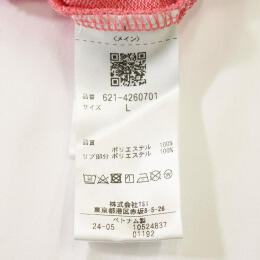 〈メイン〉
品番 621-4260701
サイズ L
品質
ポリエステル 100%
リブ部分 ポリエステル 100%
株式会社TSI
東京都港区赤坂8-5-26
ベトナム製
24-05 10524837
01192